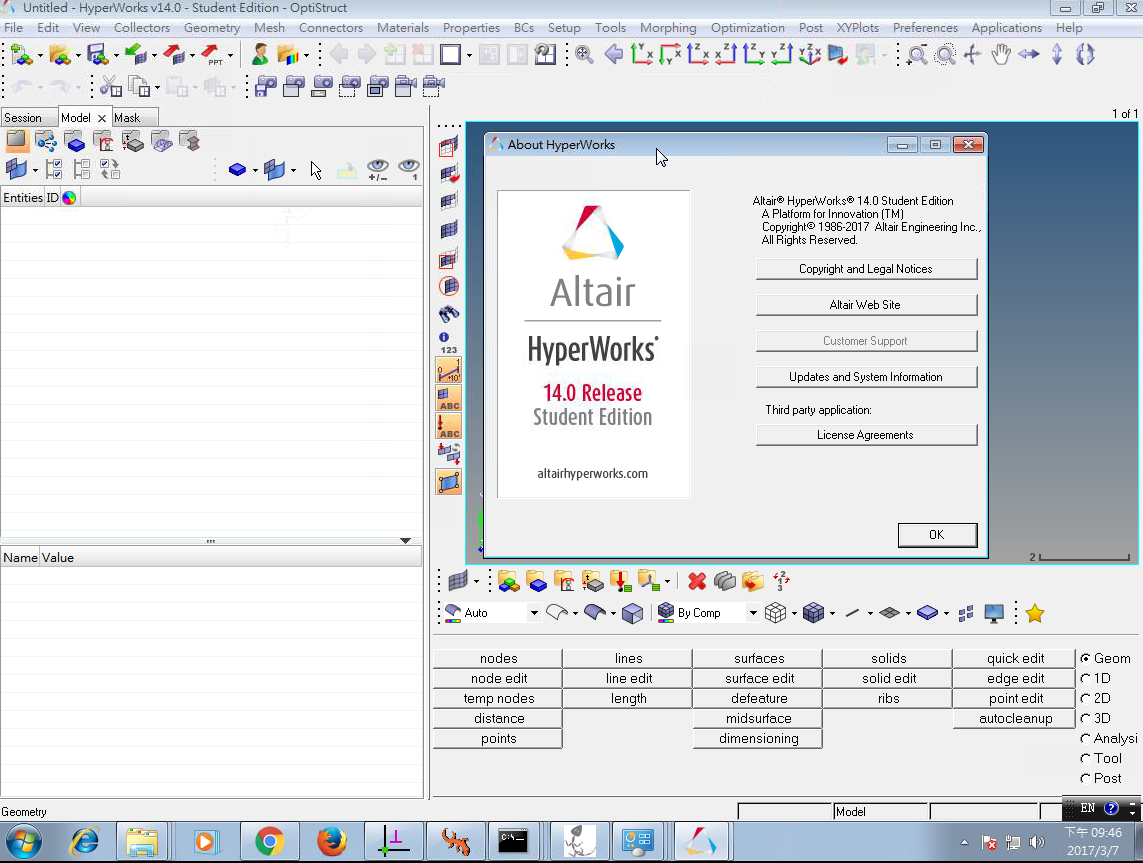 Untitled - HyperWorks v14.0 - Student Edition - OptiStruct
File Edit View Collectors Geometry Mesh Connectors Materials Properties BCs Setup Tools Morphing Optimization Post XYPlots Preferences Applications Help
PPT
Session Model Mask
1 of 1
Entities ID
About HyperWorks
Altair
HyperWorks
14.0 Release
Student Edition
altairhyperworks.com
Altair® HyperWorks® 14.0 Student Edition
A Platform for Innovation (TM)
Copyright© 1986-2017 Altair Engineering Inc.,
All Rights Reserved.
Copyright and Legal Notices
Altair Web Site
Customer Support
Updates and System Information
Third party application:
License Agreements
OK
123
ABC
ABC
2
Name Value
Auto By Comp
nodes lines surfaces solids quick edit Geom
node edit line edit surface edit solid edit edge edit 1D
temp nodes length defeature ribs point edit 2D
distance midsurface autocleanup 3D
points dimensioning Analysi
Tool
Post
Geometry
Model
EN
下午 09:46
2017/3/7